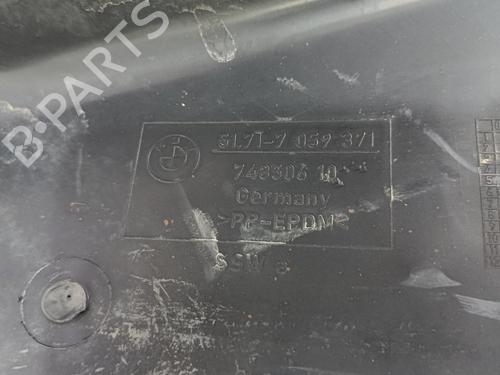 B-PARTS
51.71-7 059 371
748306 10
Germany
>PP-EPDM<